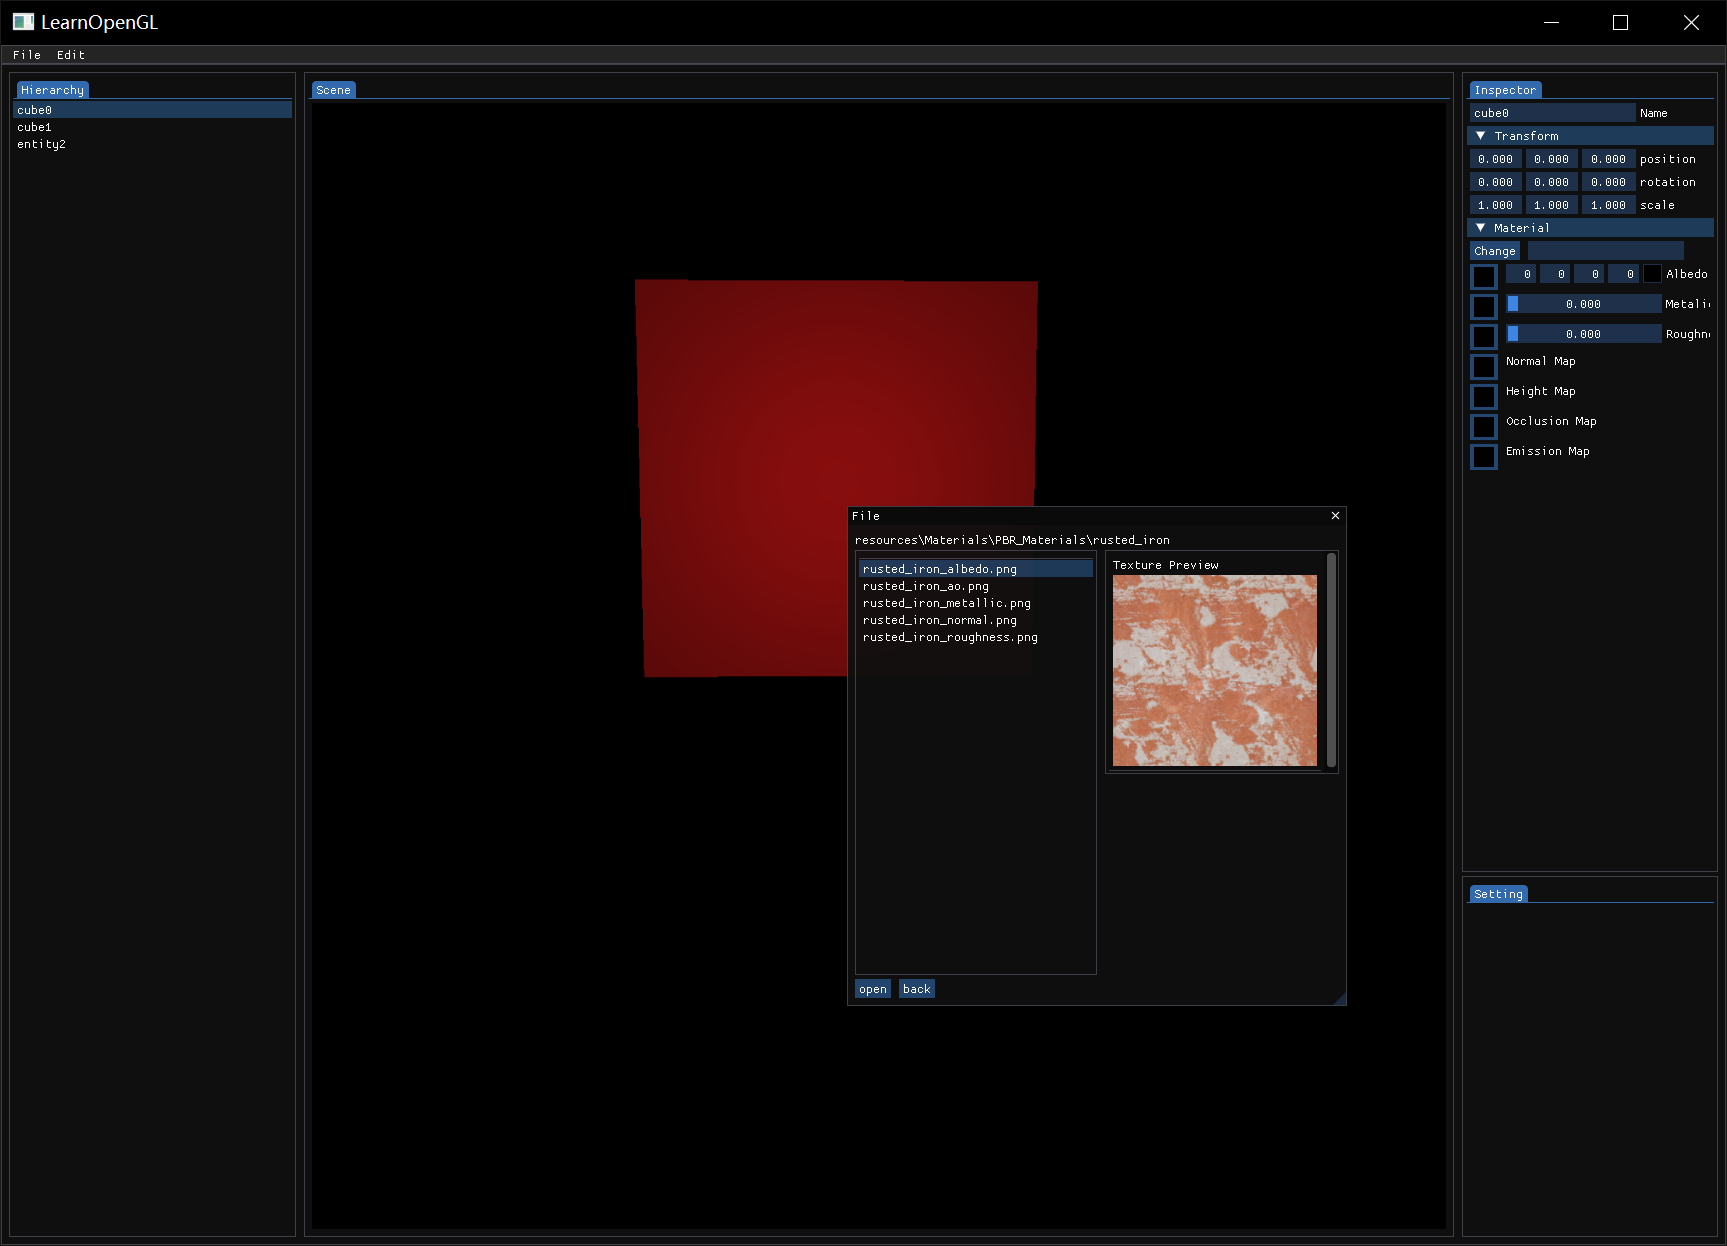 LearnOpenGL
File Edit
Hierarchy
cube0
cube1
entity2
Scene
Inspector
cube0 Name
Transform
0.000 0.000 0.000 position
0.000 0.000 0.000 rotation
1.000 1.000 1.000 scale
Material
Change
0 0 0 0 Albedo
0.000 Metali
0.000 Roughn
Normal Map
Height Map
Occlusion Map
Emission Map
File
resources\Materials\PBR_Materials\rusted_iron
rusted_iron_albedo.png
rusted_iron_ao.png
rusted_iron_metallic.png
rusted_iron_normal.png
rusted_iron_roughness.png
Texture Preview
open back
Setting